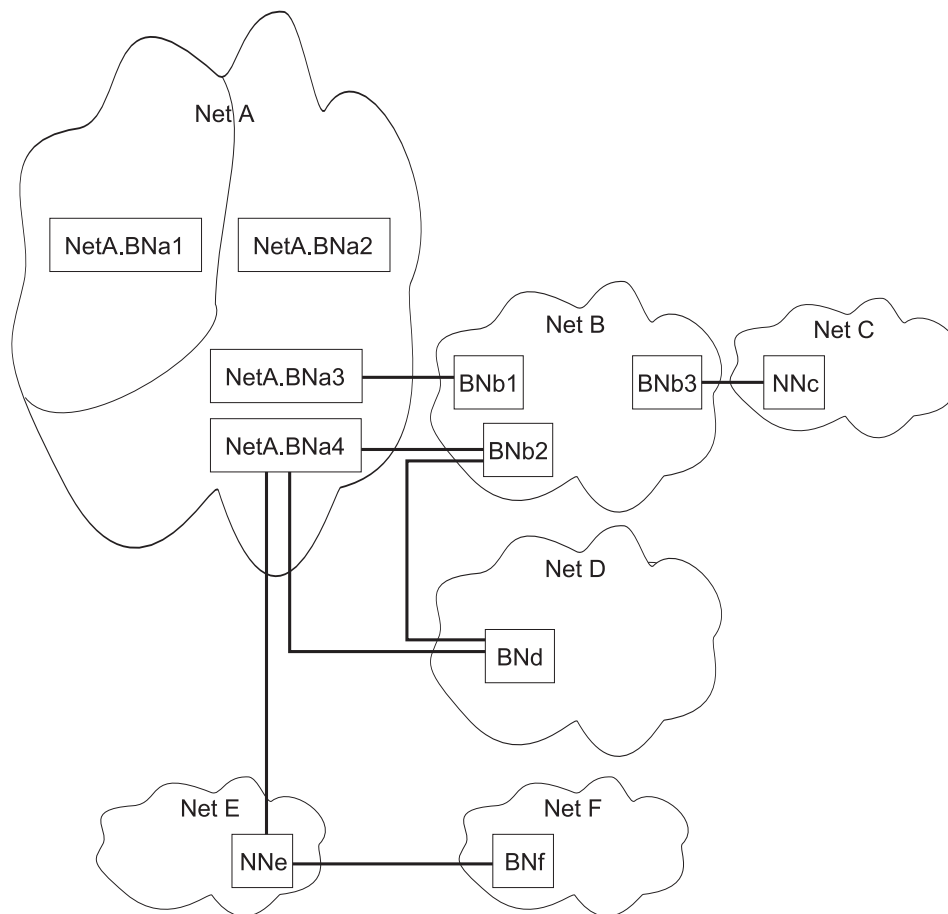 Net A
NetA.BNa1
NetA.BNa2
Net B
Net C
NetA.BNa3
BNb1
BNb3
NNc
NetA.BNa4
BNb2
Net D
BNd
Net E
Net F
NNe
BNf